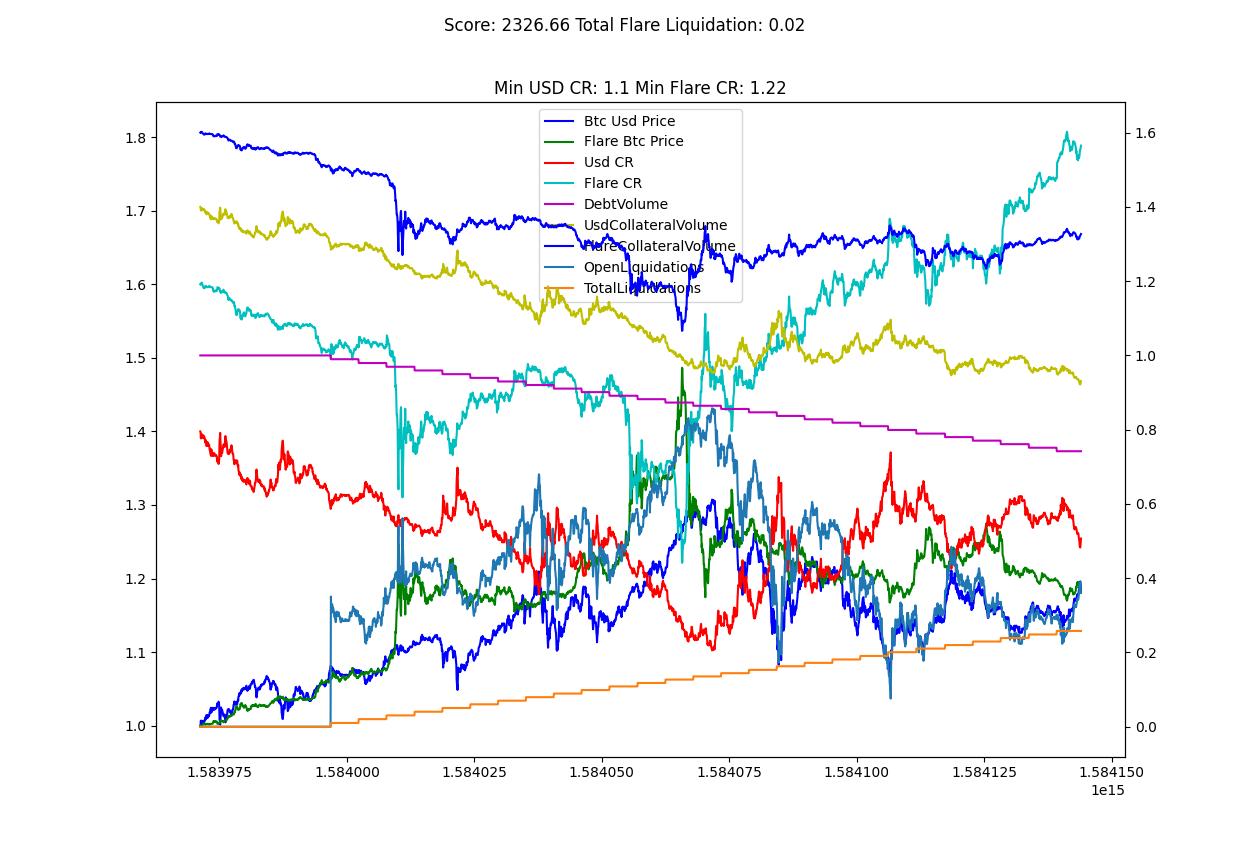 Score: 2326.66 Total Flare Liquidation: 0.02
Min USD CR: 1.1 Min Flare CR: 1.22
Btc Usd Price
Flare Btc Price
Usd CR
Flare CR
DebtVolume
UsdCollateralVolume
FlareCollateralVolume
OpenLiquidations
TotalLiquidations
1.8
1.7
1.6
1.5
1.4
1.3
1.2
1.1
1.0
1.6
1.4
1.2
1.0
0.8
0.6
0.4
0.2
0.0
1.583975 1.584000 1.584025 1.584050 1.584075 1.584100 1.584125 1.584150
1e15